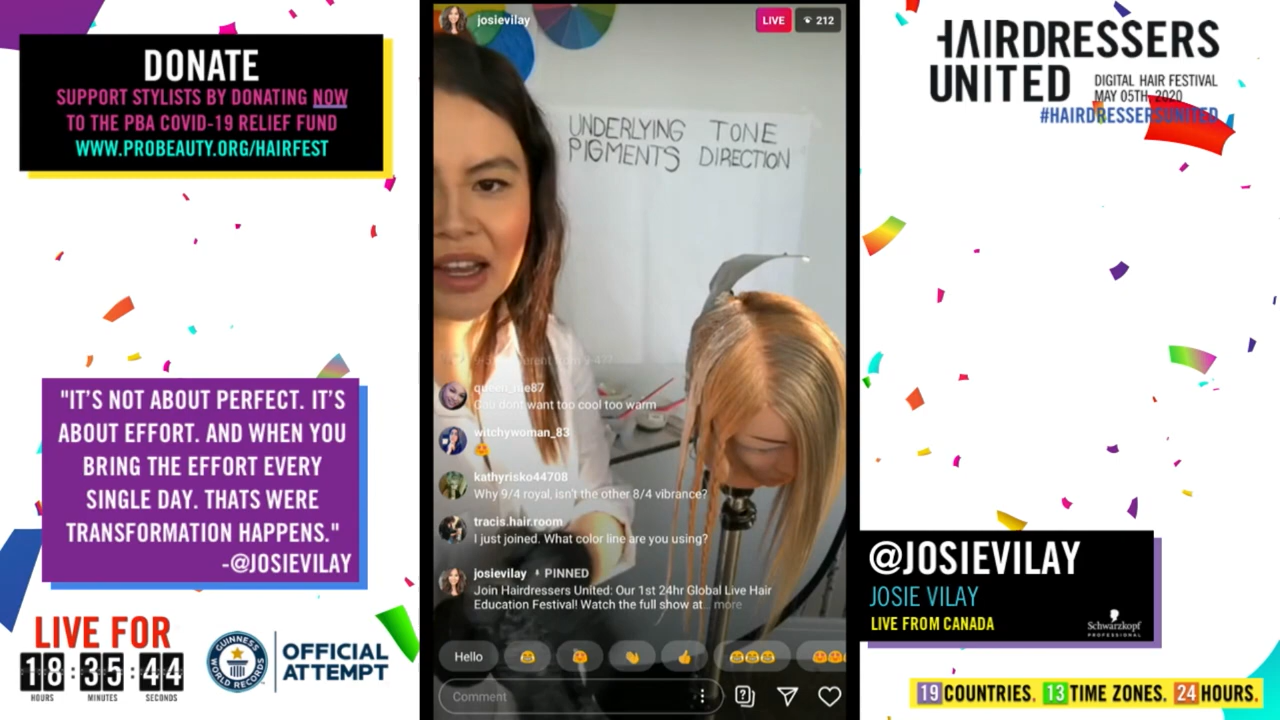 DONATE
SUPPORT STYLISTS BY DONATING NOW
TO THE PBA COVID-19 RELIEF FUND
WWW.PROBEAUTY.ORG/HAIRFEST
"IT'S NOT ABOUT PERFECT. IT'S
ABOUT EFFORT. AND WHEN YOU
BRING THE EFFORT EVERY
SINGLE DAY. THATS WERE
TRANSFORMATION HAPPENS."
-@JOSIEVILAY
LIVE FOR
18:35:44
HOURS MINUTES SECONDS
GUINNESS WORLD RECORDS
OFFICIAL
ATTEMPT
josievilay
LIVE
212
UNDERLYING TONE
PIGMENTS DIRECTION
want too cool too warm
witchywoman_83
kathyrisko44708
Why 9/4 royal, isn't the other 8/4 vibrance?
tracis.hair.room
I just joined. What color line are you using?
josievilay PINNED
Join Hairdressers United: Our 1st 24hr Global Live Hair
Education Festival! Watch the full show at... more
Hello
Comment
HAIRDRESSERS
UNITED
DIGITAL HAIR FESTIVAL
MAY 05TH, 2020
#HAIRDRESSERSUNITED
@JOSIEVILAY
JOSIE VILAY
LIVE FROM CANADA
Schwarzkopf
PROFESSIONAL
19 COUNTRIES. 13 TIME ZONES. 24 HOURS.